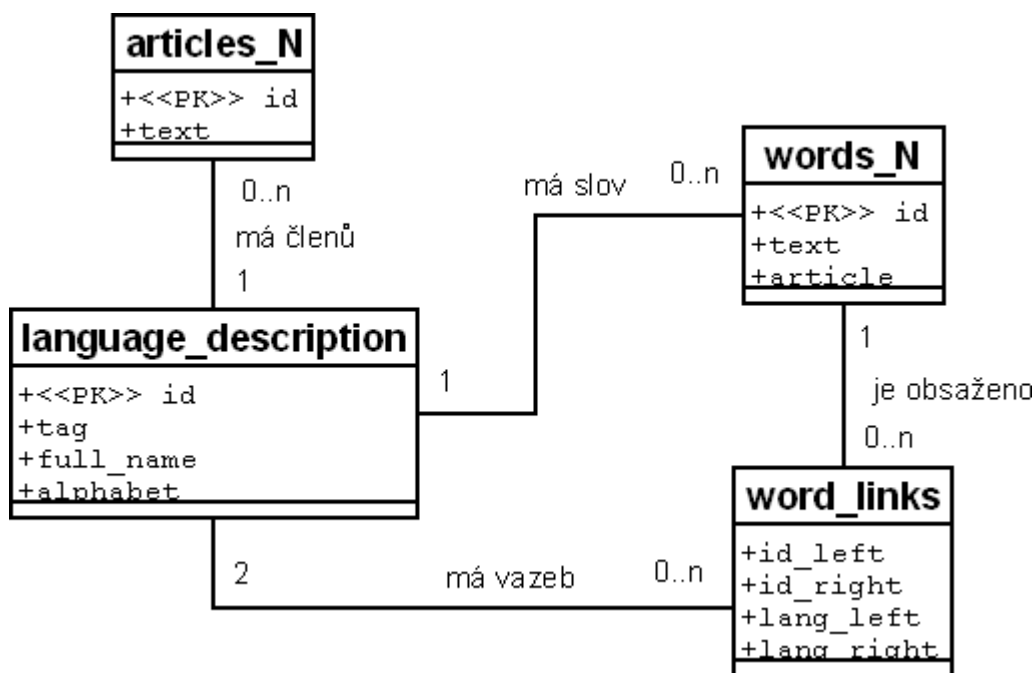 articles_N
+<<PK>> id
+text
0..n
má členů
1
má slov
0..n
words_N
+<<PK>> id
+text
+article
language_description
+<<PK>> id
+tag
+full_name
+alphabet
1
1
je obsaženo
0..n
2
má vazeb
0..n
word_links
+id_left
+id_right
+lang_left
+lang_right